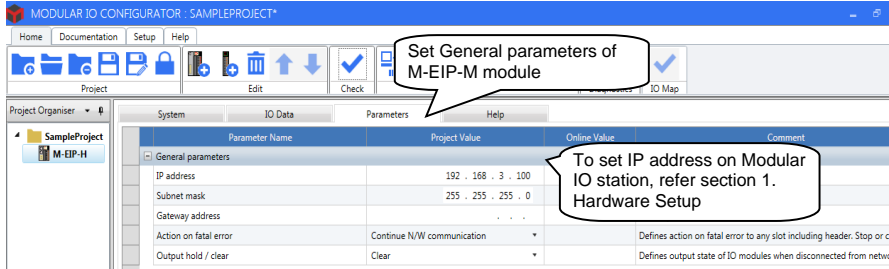 MODULAR IO CONFIGURATOR : SAMPLEPROJECT*
Home Documentation Setup Help
Project Edit Check IO Map
Set General parameters of
M-EIP-M module
Project Organiser
System IO Data Parameters Help
SampleProject
M-EIP-H
Parameter Name Project Value Online Value Comment
General parameters
IP address 192 . 168 . 3 . 100
Subnet mask 255 . 255 . 255 . 0
Gateway address . . .
Action on fatal error Continue N/W communication Defines action on fatal error to any slot including header. Stop or c
Output hold / clear Clear Defines output state of IO modules when disconnected from netw
To set IP address on Modular
IO station, refer section 1.
Hardware Setup